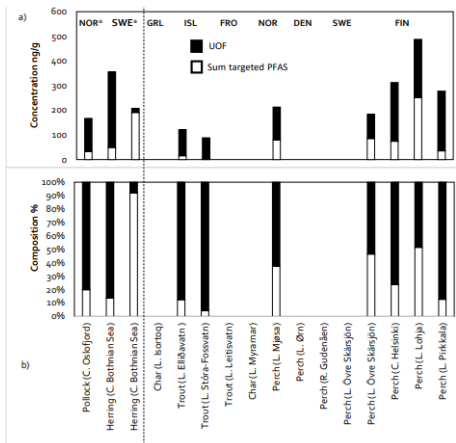 a)
NOR* SWE* GRL ISL FRO NOR DEN SWE FIN
UOF
Sum targeted PFAS
Concentration ng/g
600
500
400
300
200
100
0
Composition %
100%
90%
80%
70%
60%
50%
40%
30%
20%
10%
0%
b)
Pollock (C. Oslofjord)
Herring (C. Bothnian Sea)
Herring (C. Bothnian Sea)
Char (L. Isortoq)
Trout (L. Elliðavatn)
Trout (L. Stóra-Fossvatn)
Trout (L. Leitisvatn)
Char (L. Myranar)
Perch (L. Mjøsa)
Perch (L. Ørn)
Perch (R. Gudenåen)
Perch (L. Övre Skärsjön)
Perch (L. Övre Skärsjön)
Perch (C. Helsinki)
Perch (L. Lohja)
Perch (L. Pirkkala)